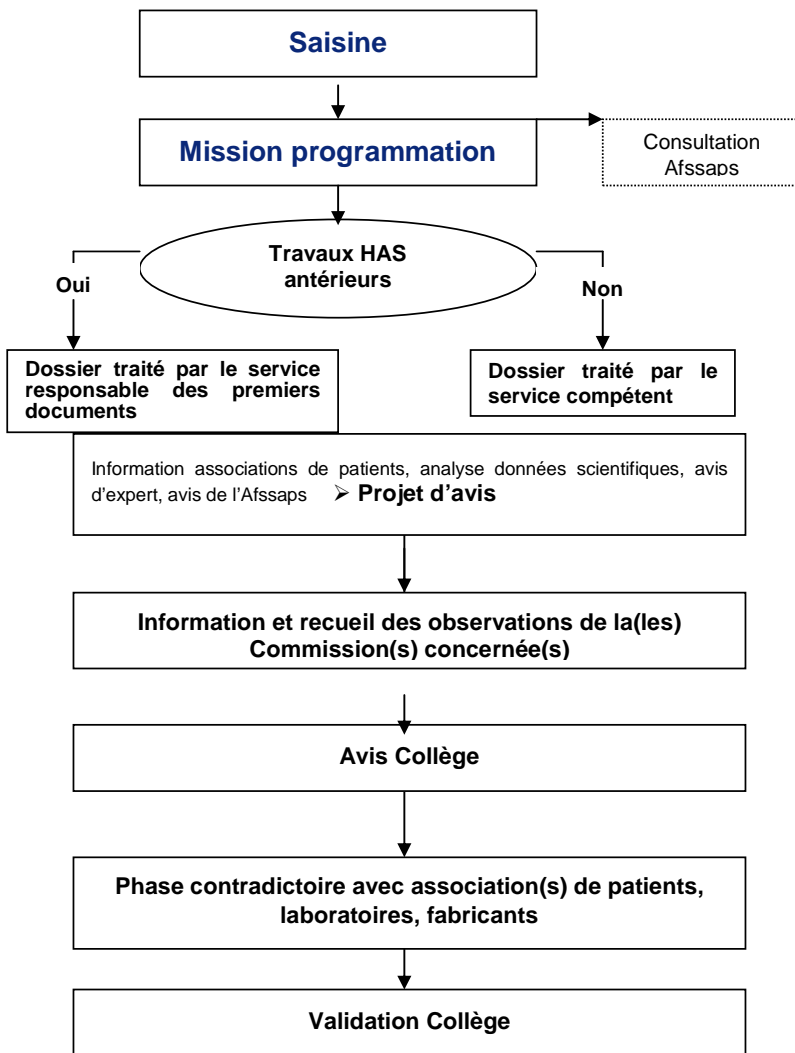 Saisine
Mission programmation
Consultation
Afssaps
Travaux HAS
antérieurs
Oui
Non
Dossier traité par le service
responsable des premiers
documents
Dossier traité par le
service compétent
Information associations de patients, analyse données scientifiques, avis
d'expert, avis de l'Afssaps ➢ Projet d'avis
Information et recueil des observations de la(les)
Commission(s) concernée(s)
Avis Collège
Phase contradictoire avec association(s) de patients,
laboratoires, fabricants
Validation Collège